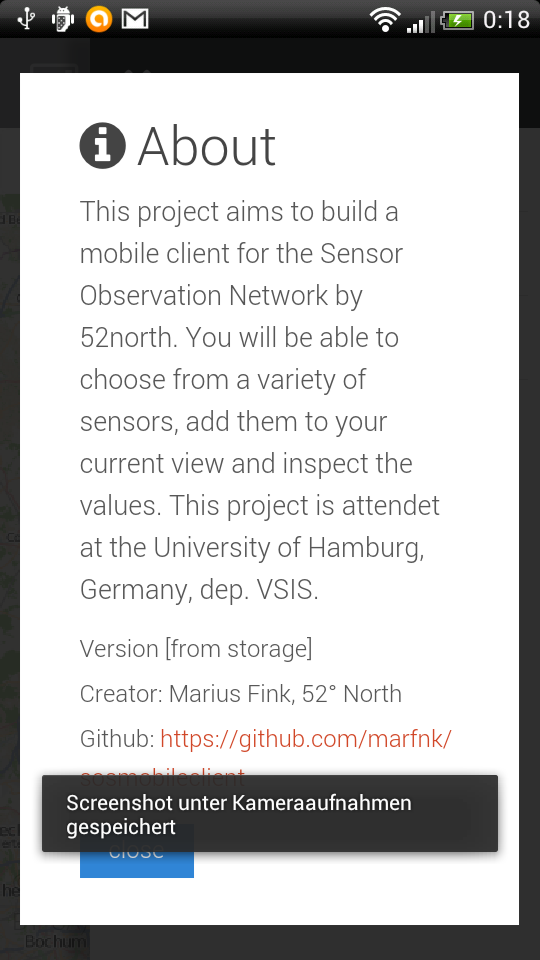 0:18
About
This project aims to build a
mobile client for the Sensor
Observation Network by
52north. You will be able to
choose from a variety of
sensors, add them to your
current view and inspect the
values. This project is attendet
at the University of Hamburg,
Germany, dep. VSIS.
Version [from storage]
Creator: Marius Fink, 52° North
Github: https://github.com/marfnk/
sosmobileclient
Screenshot unter Kameraaufnahmen
gespeichert
close
Bochum